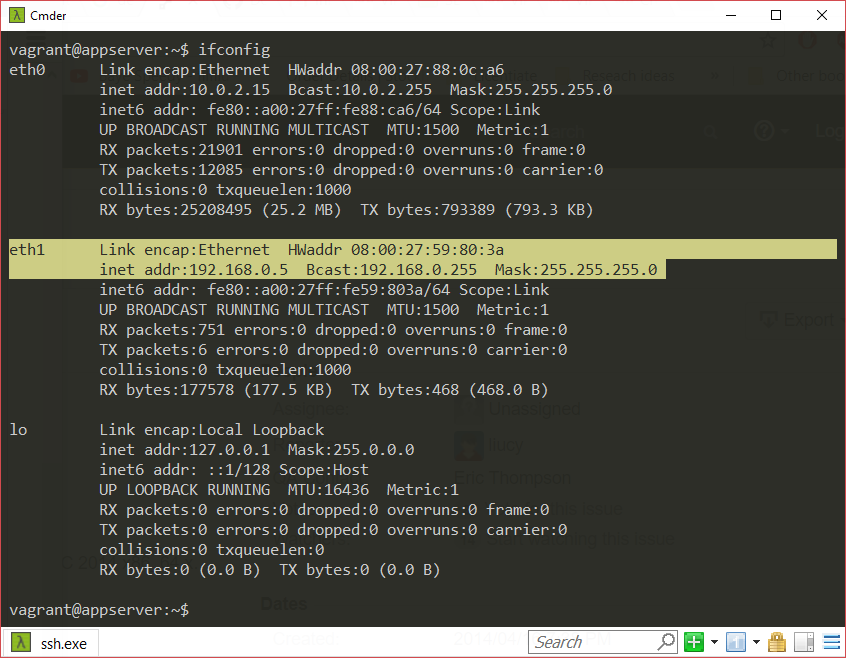 Cmder
vagrant@appserver:~$ ifconfig
eth0 Link encap:Ethernet HWaddr 08:00:27:88:0c:a6
inet addr:10.0.2.15 Bcast:10.0.2.255 Mask:255.255.255.0
inet6 addr: fe80::a00:27ff:fe88:ca6/64 Scope:Link
UP BROADCAST RUNNING MULTICAST MTU:1500 Metric:1
RX packets:21901 errors:0 dropped:0 overruns:0 frame:0
TX packets:12085 errors:0 dropped:0 overruns:0 carrier:0
collisions:0 txqueuelen:1000
RX bytes:25208495 (25.2 MB) TX bytes:793389 (793.3 KB)
eth1 Link encap:Ethernet HWaddr 08:00:27:59:80:3a
inet addr:192.168.0.5 Bcast:192.168.0.255 Mask:255.255.255.0
inet6 addr: fe80::a00:27ff:fe59:803a/64 Scope:Link
UP BROADCAST RUNNING MULTICAST MTU:1500 Metric:1
Export
RX packets:751 errors:0 dropped:0 overruns:0 frame:0
TX packets:6 errors:0 dropped:0 overruns:0 carrier:0
collisions:0 txqueuelen:1000
RX bytes:177578 (177.5 KB) TX bytes:468 (468.0 B)
Assignee Unassigned
lo Link encap:Local Loopback
inet addr:127.0.0.1 Mask:255.0.0.0
inet6 addr: ::1/128 Scope:Host
Eric Thompson
UP LOOPBACK RUNNING MTU:16436 Metric:1
RX packets:0 errors:0 dropped:0 overruns:0 frame:0
TX packets:0 errors:0 dropped:0 overruns:0 carrier:0
collisions:0 txqueuelen:0
RX bytes:0 (0.0 B) TX bytes:0 (0.0 B)
vagrant@appserver:~$
Dates
Created
ssh.exe Search